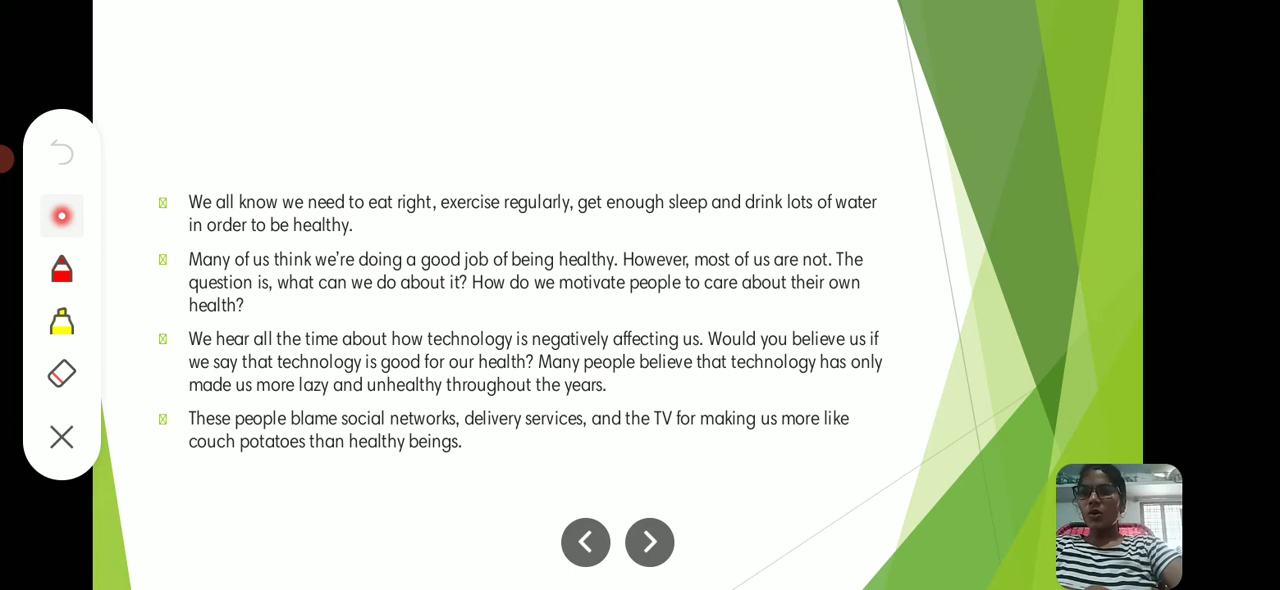 We all know we need to eat right, exercise regularly, get enough sleep and drink lots of water
in order to be healthy.
Many of us think we’re doing a good job of being healthy. However, most of us are not. The
question is, what can we do about it? How do we motivate people to care about their own
health?
We hear all the time about how technology is negatively affecting us. Would you believe us if
we say that technology is good for our health? Many people believe that technology has only
made us more lazy and unhealthy throughout the years.
These people blame social networks, delivery services, and the TV for making us more like
couch potatoes than healthy beings.